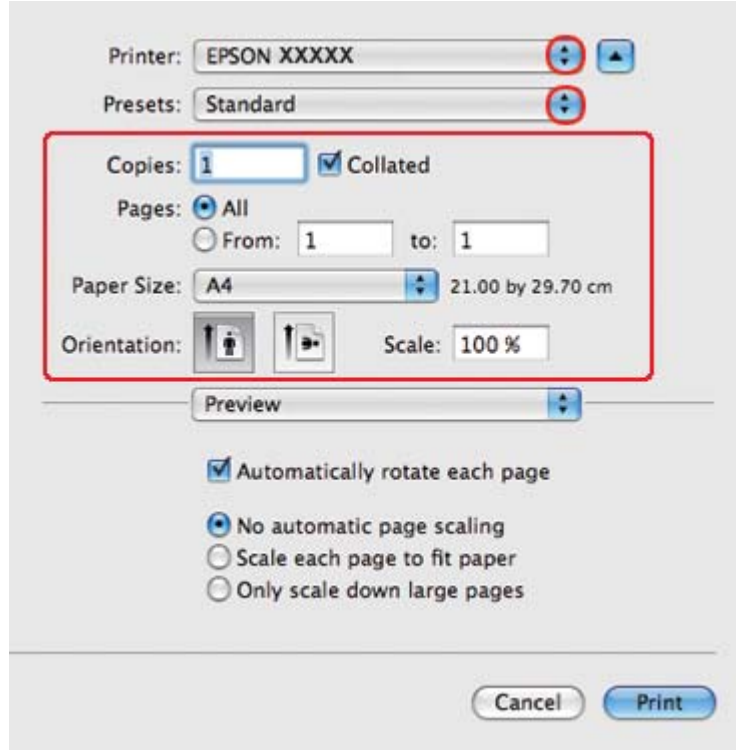 Printer: EPSON XXXXX
Presets: Standard
Copies: 1 Collated
Pages: All
From: 1 to: 1
Paper Size: A4 21.00 by 29.70 cm
Orientation: Scale: 100 %
Preview
Automatically rotate each page
No automatic page scaling
Scale each page to fit paper
Only scale down large pages
Cancel Print